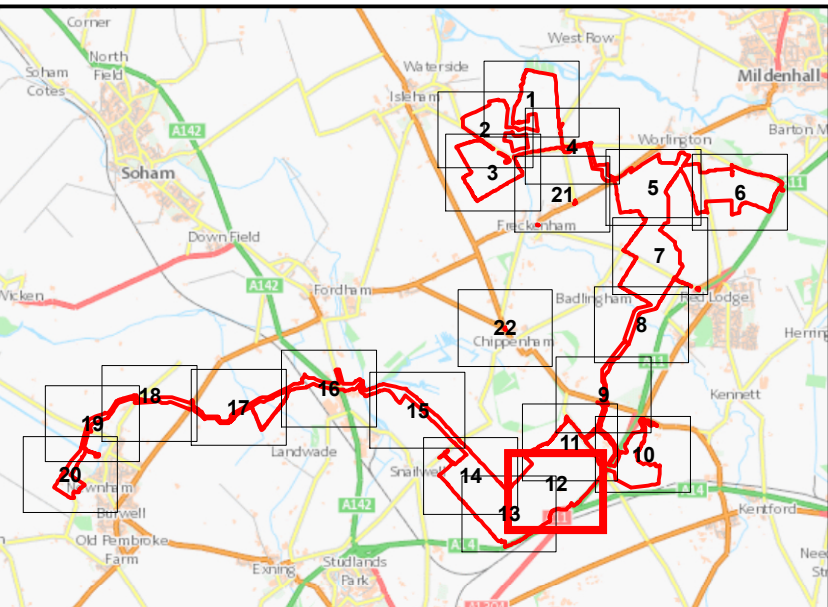 Corner
West Row
North
Field
Waterside
Soham
Cotes
Mildenhall
Isleham
1
A142
2
Barton M
4
Worlington
Soham
3
5
6
A11
21
Freckenham
Down Field
7
A142
Vicken
Fordham
Badlingham
Red Lodge
22
8
Chippenham
Herring
A11
16
9
Kennett
18
17
15
19
11
Landwade
10
20
Snailwell
14
12
Newnham
A14
A142
Burwell
13
A11
Kentford
Old Pembroke
Farm
A14
Exning
Studlands
Park
Need
Str
A1304